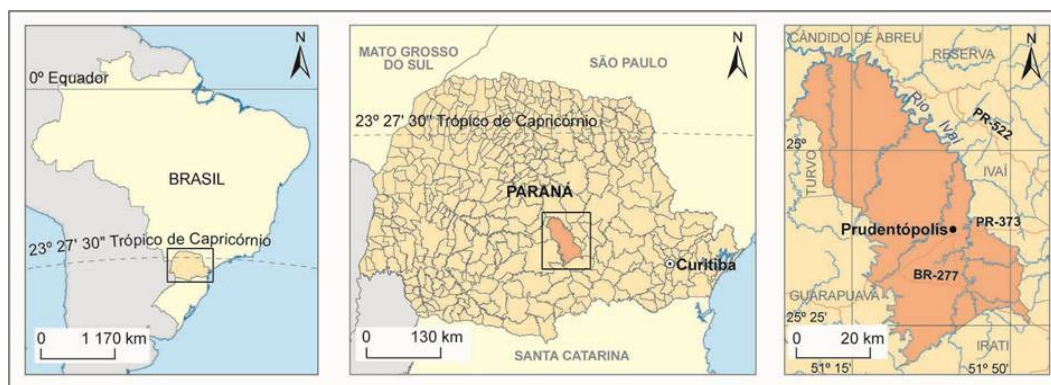 N
0º Equador
BRASIL
23º 27' 30" Trópico de Capricórnio
0 1 170 km
MATO GROSSO
DO SUL
SÃO PAULO
N
23º 27' 30" Trópico de Capricórnio
PARANÁ
Curitiba
0 130 km
SANTA CATARINA
CÂNDIDO DE ABREU
RESERVA
N
Rio Ivaí
PR-522
25º
TURVO
IVAÍ
PR-373
Prudentópolis
BR-277
GUARAPUAVA
25º 25'
0 20 km
IRATI
51º 15'
51º 50'